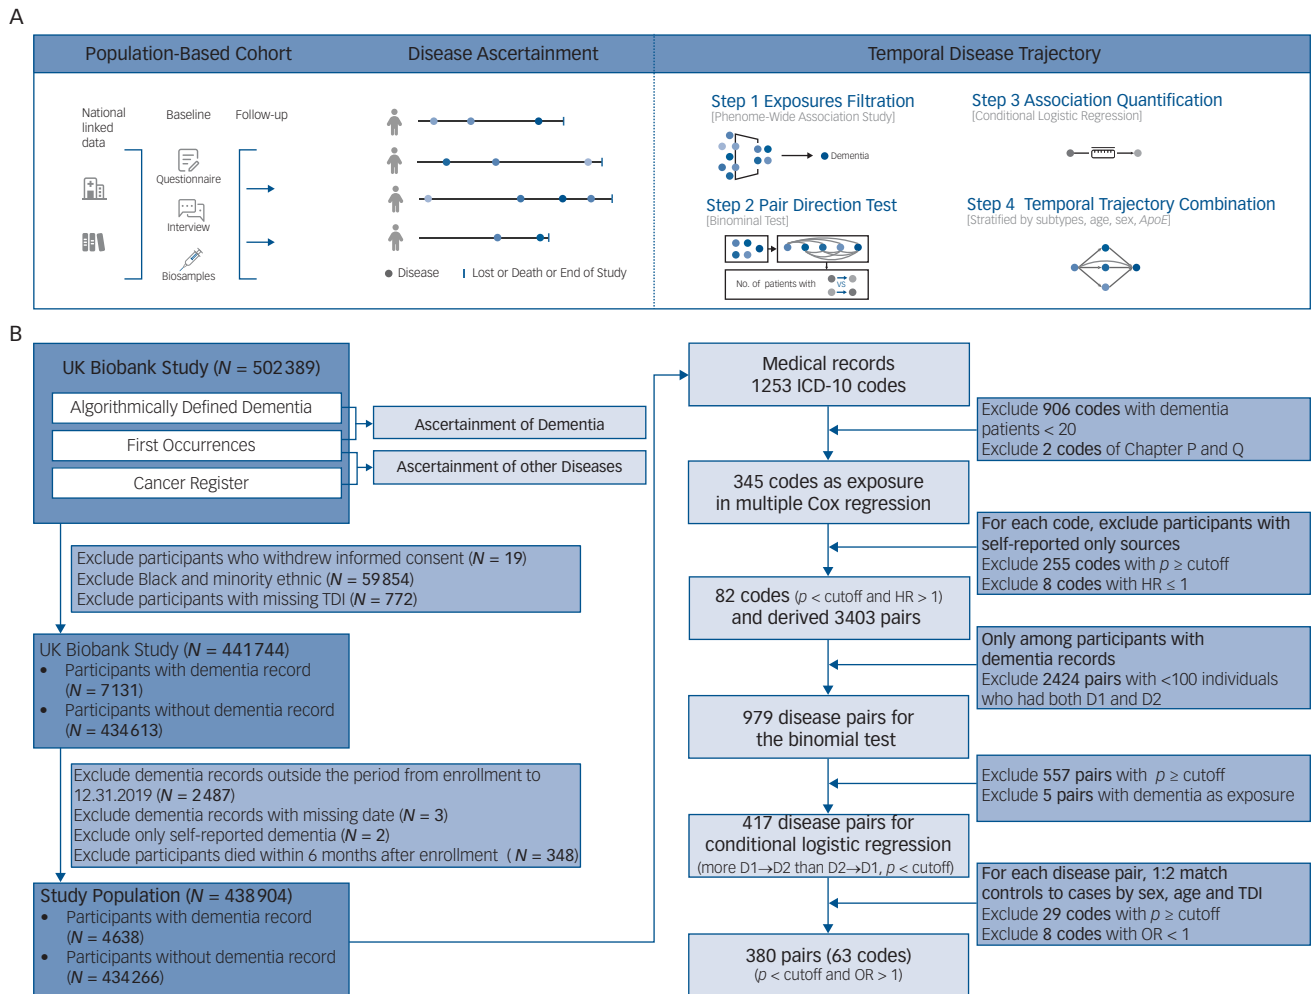 A
Population-Based Cohort
Disease Ascertainment
Temporal Disease Trajectory
National
linked
data
Baseline
Follow-up
Questionnaire
Interview
Biosamples
Disease
Lost or Death or End of Study
Step 1 Exposures Filtration
[Phenome-Wide Association Study]
Dementia
Step 2 Pair Direction Test
[Binominal Test]
No. of patients with
VS
Step 3 Association Quantification
[Conditional Logistic Regression]
Step 4 Temporal Trajectory Combination
[Stratified by subtypes, age, sex, ApoE]
B
UK Biobank Study (N = 502 389)
Algorithmically Defined Dementia
First Occurrences
Cancer Register
Ascertainment of Dementia
Ascertainment of other Diseases
Exclude participants who withdrew informed consent (N = 19)
Exclude Black and minority ethnic (N = 59 854)
Exclude participants with missing TDI (N = 772)
UK Biobank Study (N = 441 744)
• Participants with dementia record
(N = 7131)
• Participants without dementia record
(N = 434 613)
Exclude dementia records outside the period from enrollment to
12.31.2019 (N = 2 487)
Exclude dementia records with missing date (N = 3)
Exclude only self-reported dementia (N = 2)
Exclude participants died within 6 months after enrollment ( N = 348)
Study Population (N = 438 904)
• Participants with dementia record
(N = 4638)
• Participants without dementia record
(N = 434 266)
Medical records
1253 ICD-10 codes
Exclude 906 codes with dementia
patients < 20
Exclude 2 codes of Chapter P and Q
345 codes as exposure
in multiple Cox regression
For each code, exclude participants with
self-reported only sources
Exclude 255 codes with p ≥ cutoff
Exclude 8 codes with HR ≤ 1
82 codes (p < cutoff and HR > 1)
and derived 3403 pairs
Only among participants with
dementia records
Exclude 2424 pairs with <100 individuals
who had both D1 and D2
979 disease pairs for
the binomial test
Exclude 557 pairs with p ≥ cutoff
Exclude 5 pairs with dementia as exposure
417 disease pairs for
conditional logistic regression
(more D1→D2 than D2→D1, p < cutoff)
For each disease pair, 1:2 match
controls to cases by sex, age and TDI
Exclude 29 codes with p ≥ cutoff
Exclude 8 codes with OR < 1
380 pairs (63 codes)
(p < cutoff and OR > 1)